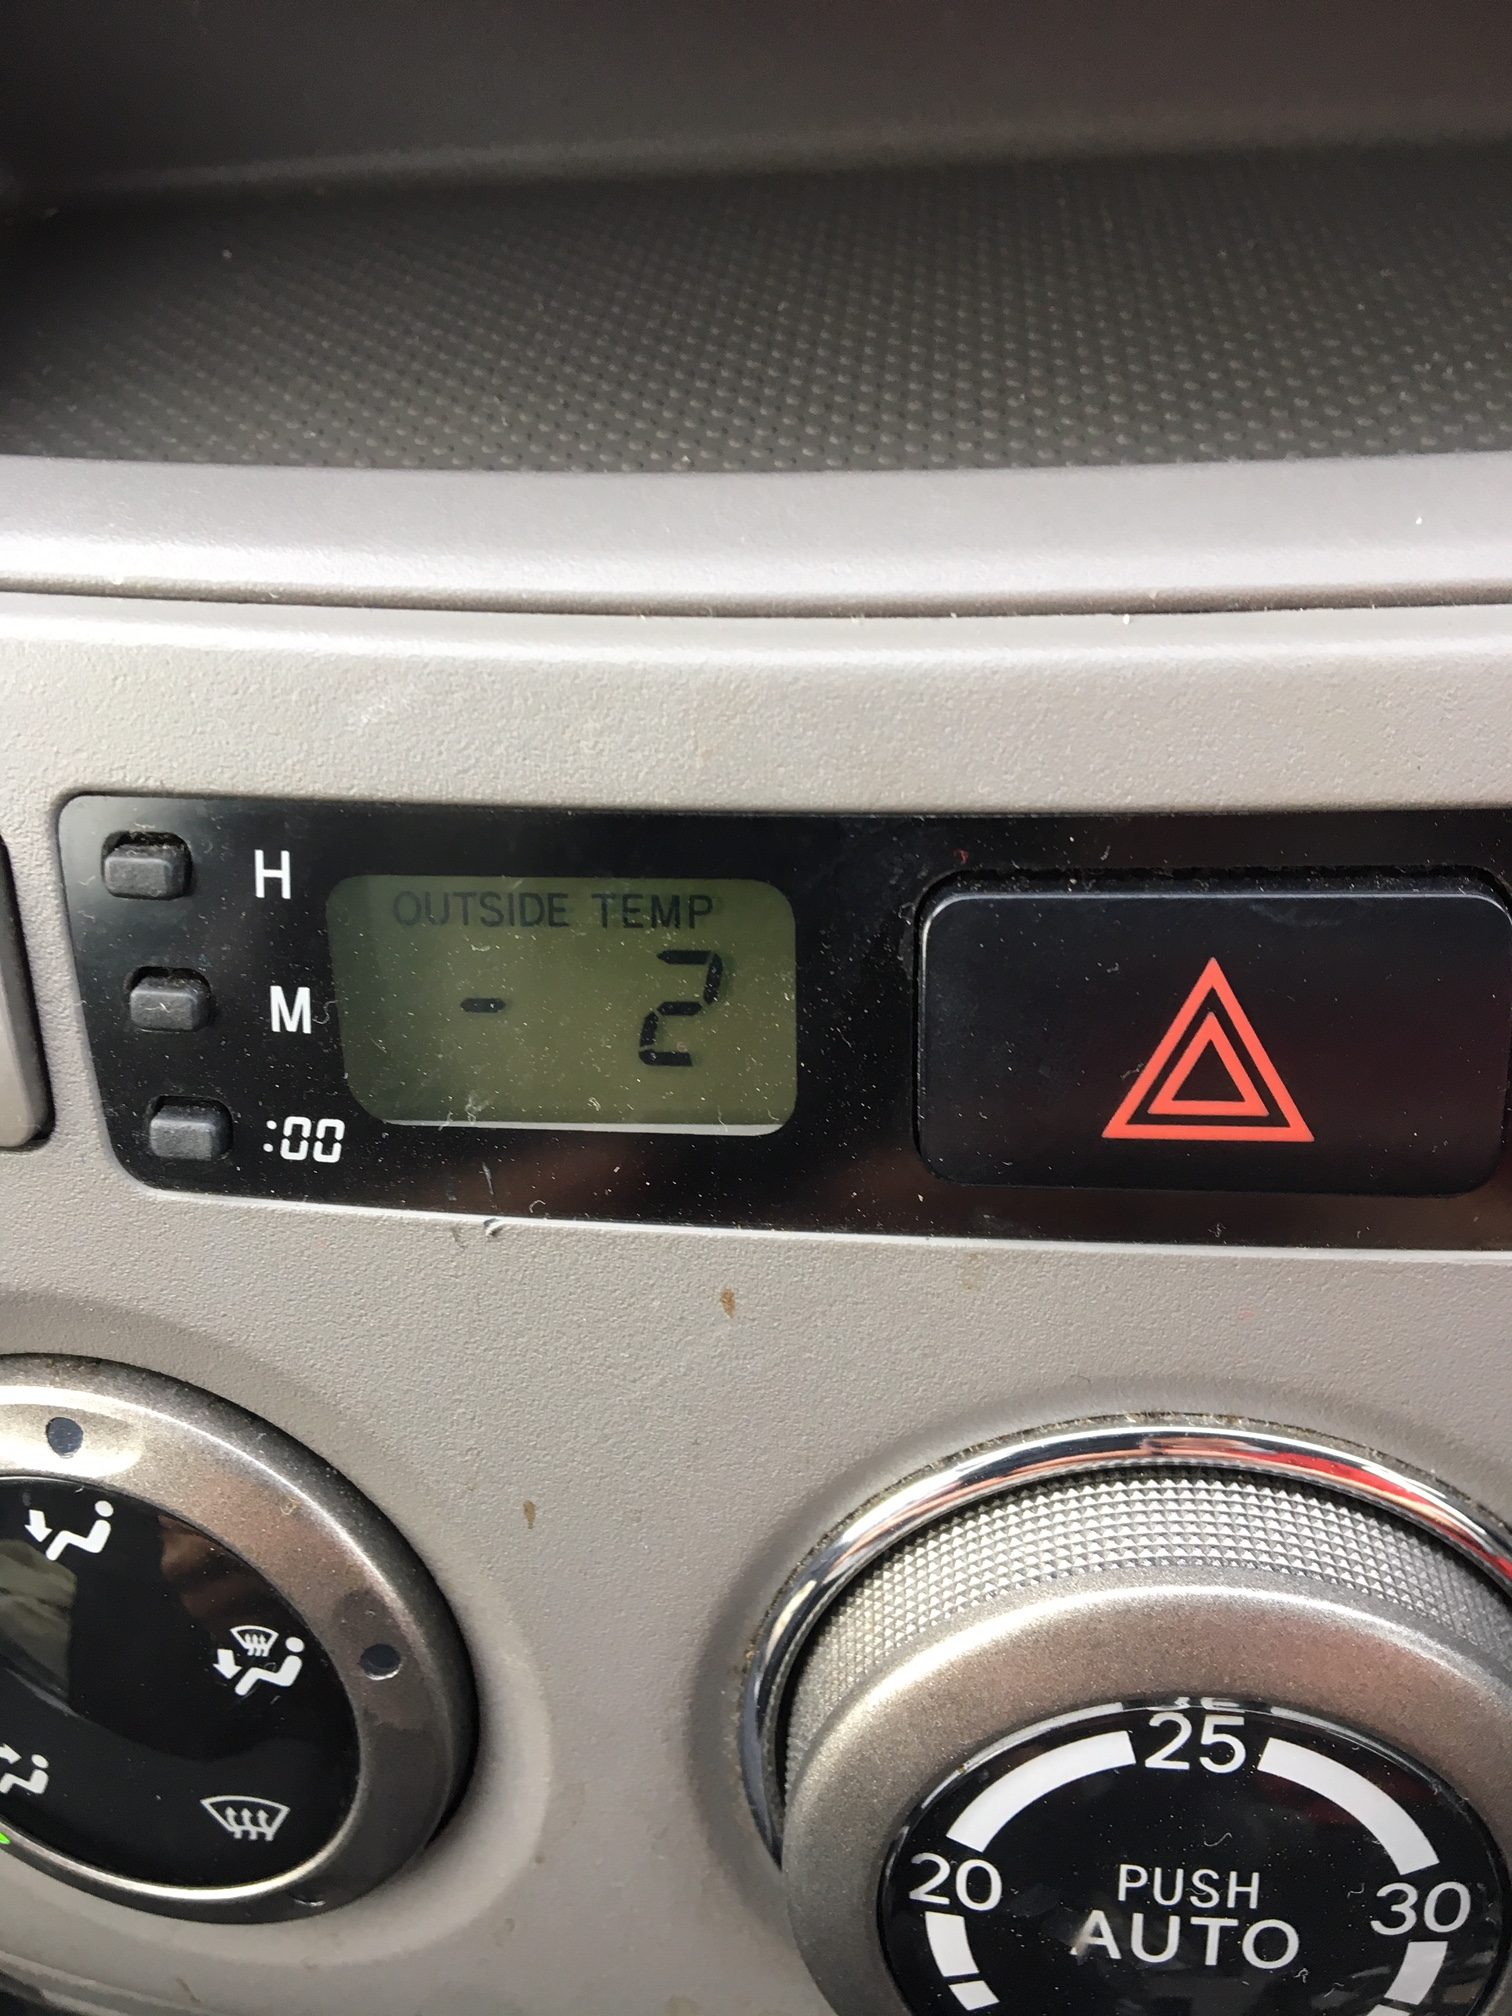 H
OUTSIDE TEMP
- 2
M
:00
25
20
30
PUSH
AUTO